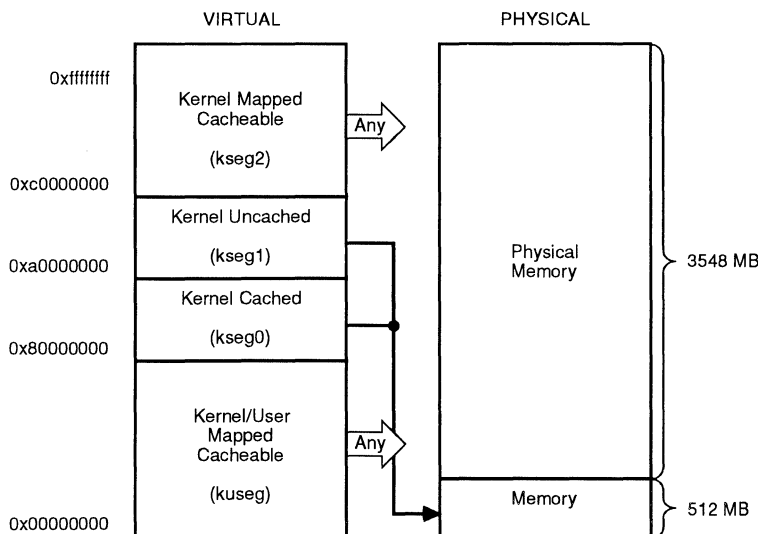 VIRTUAL
PHYSICAL
0xffffffff
Kernel Mapped
Cacheable
(kseg2)
Any
0xc0000000
Kernel Uncached
(kseg1)
0xa0000000
Physical
Memory
3548 MB
Kernel Cached
(kseg0)
0x80000000
Kernel/User
Mapped
Cacheable
(kuseg)
Any
Memory
512 MB
0x00000000